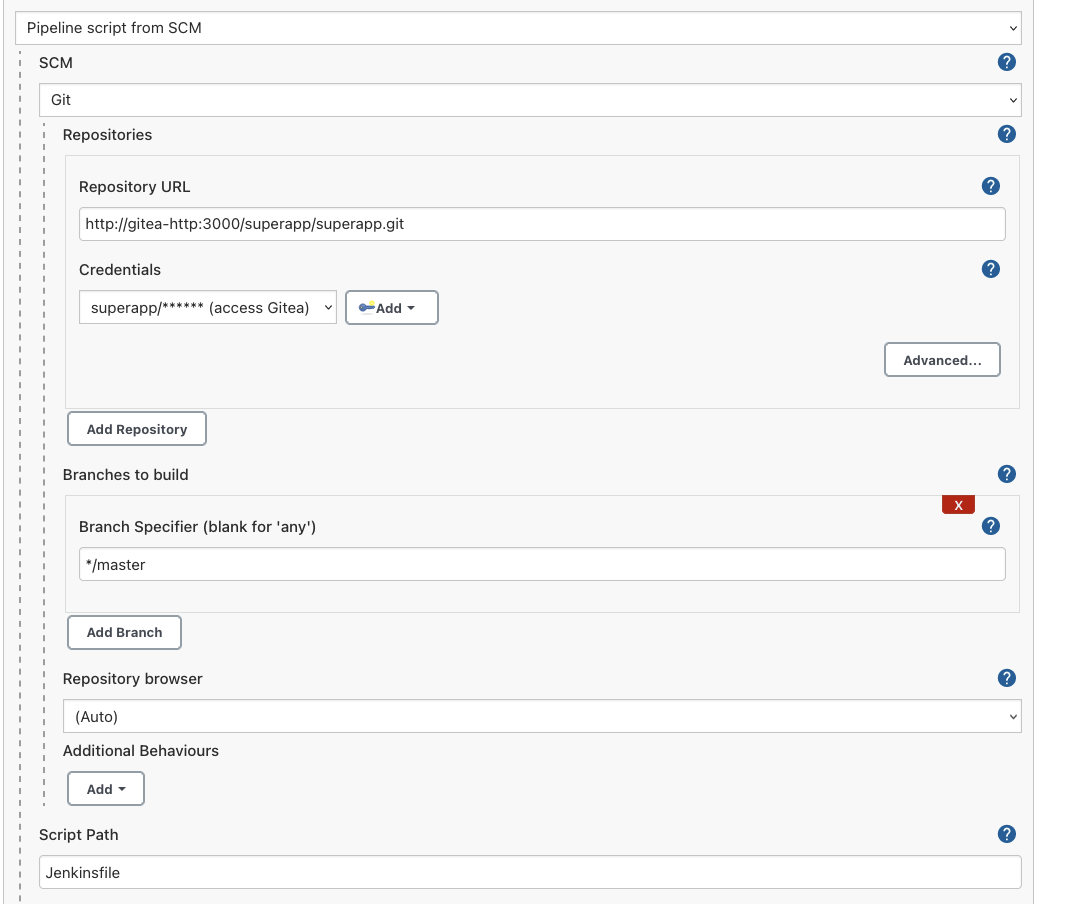 Pipeline script from SCM
SCM
?
Git
Repositories
?
Repository URL
?
http://gitea-http:3000/superapp/superapp.git
Credentials
?
superapp/****** (access Gitea)
Add
Advanced...
Add Repository
Branches to build
?
X
Branch Specifier (blank for 'any')
?
*/master
Add Branch
Repository browser
?
(Auto)
Additional Behaviours
Add
Script Path
?
Jenkinsfile